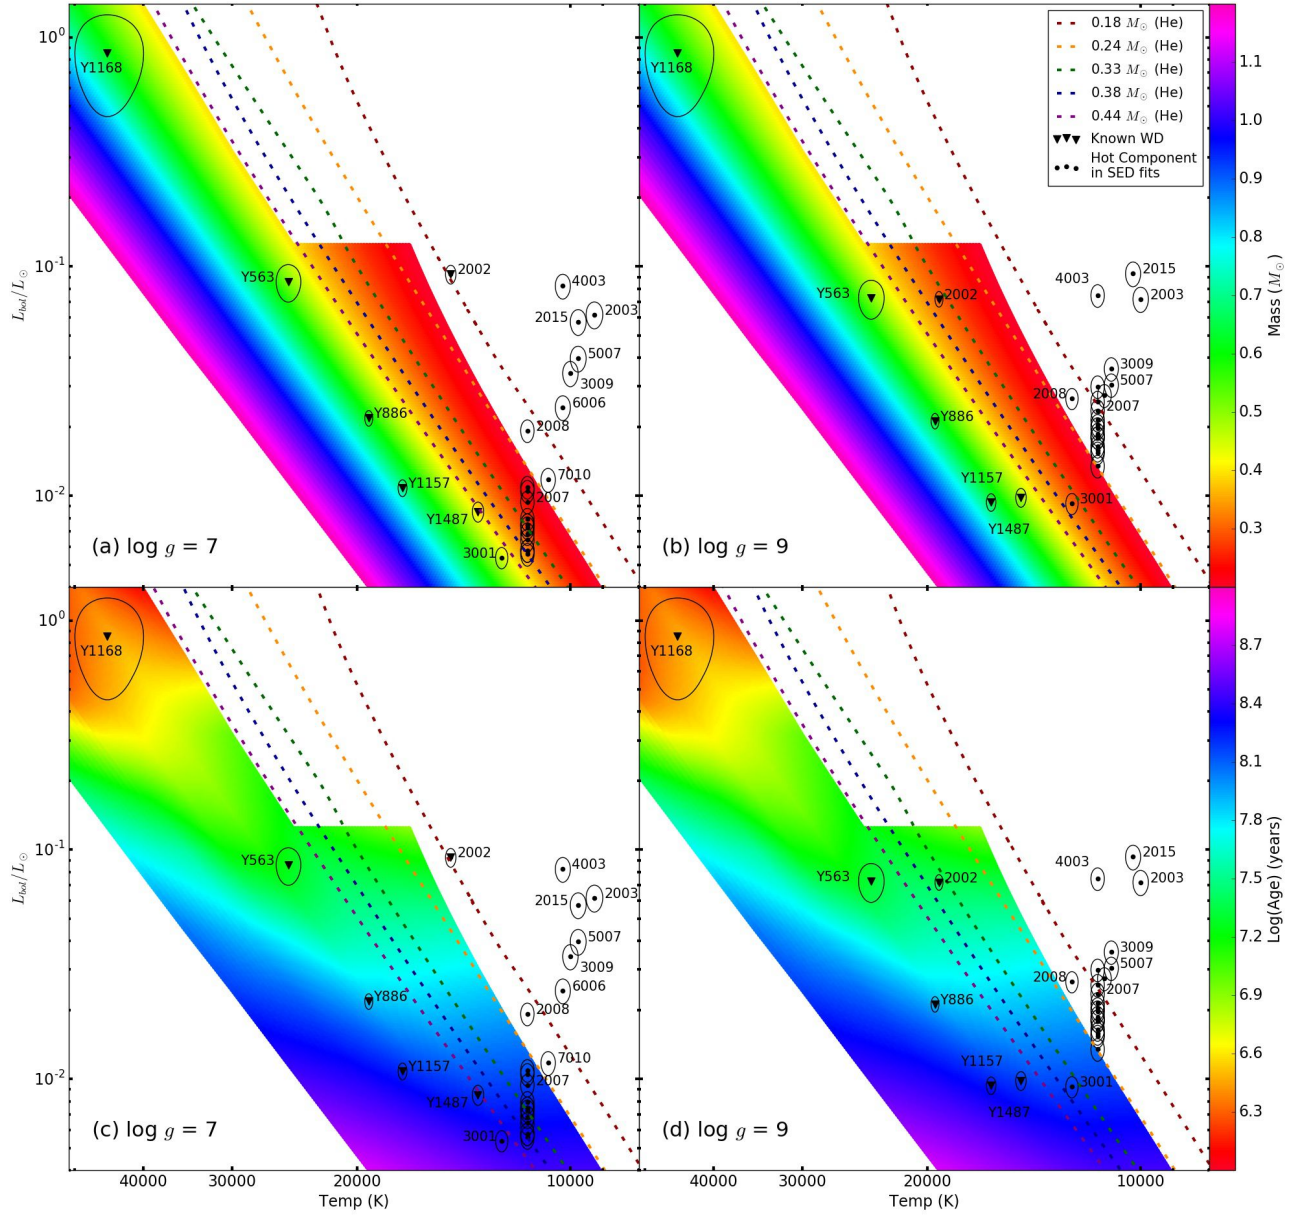 10⁰
10⁻¹
10⁻²
L_bol/L_⊙
Y1168
Y563
2002
4003
2015
2003
5007
3009
6006
2008
7010
2007
Y886
Y1157
Y1487
3001
(a) log g = 7
Y1168
0.18 M_⊙ (He)
0.24 M_⊙ (He)
0.33 M_⊙ (He)
0.38 M_⊙ (He)
0.44 M_⊙ (He)
Known WD
Hot Component
in SED fits
Y563
2002
4003
2015
2003
3009
5007
2008
2007
Y886
Y1157
Y1487
3001
(b) log g = 9
1.1
1.0
0.9
0.8
0.7
0.6
0.5
0.4
0.3
Mass (M_⊙)
10⁰
10⁻¹
10⁻²
L_bol/L_⊙
Y1168
Y563
2002
4003
2015
2003
5007
3009
6006
2008
7010
2007
Y886
Y1157
Y1487
3001
(c) log g = 7
40000
30000
20000
10000
Temp (K)
Y1168
Y563
2002
4003
2015
2003
3009
5007
2008
2007
Y886
Y1157
Y1487
3001
(d) log g = 9
40000
30000
20000
10000
Temp (K)
8.7
8.4
8.1
7.8
7.5
7.2
6.9
6.6
6.3
Log(Age) (years)